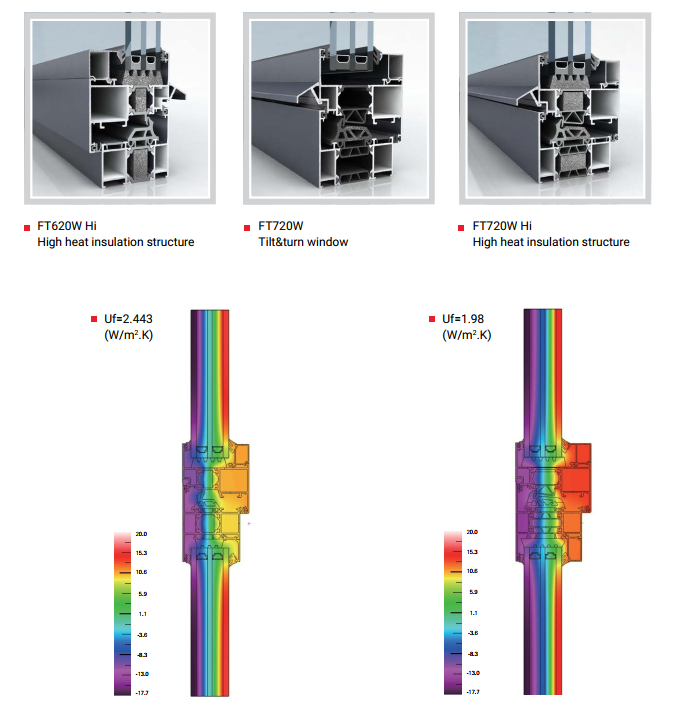 FT620W Hi
High heat insulation structure
FT720W
Tilt&turn window
FT720W Hi
High heat insulation structure
Uf=2.443
(W/m².K)
Uf=1.98
(W/m².K)
20.0
15.3
10.6
5.9
1.1
-3.6
-8.3
-13.0
-17.7
20.0
15.3
10.6
5.9
1.1
-3.6
-8.3
-13.0
-17.7